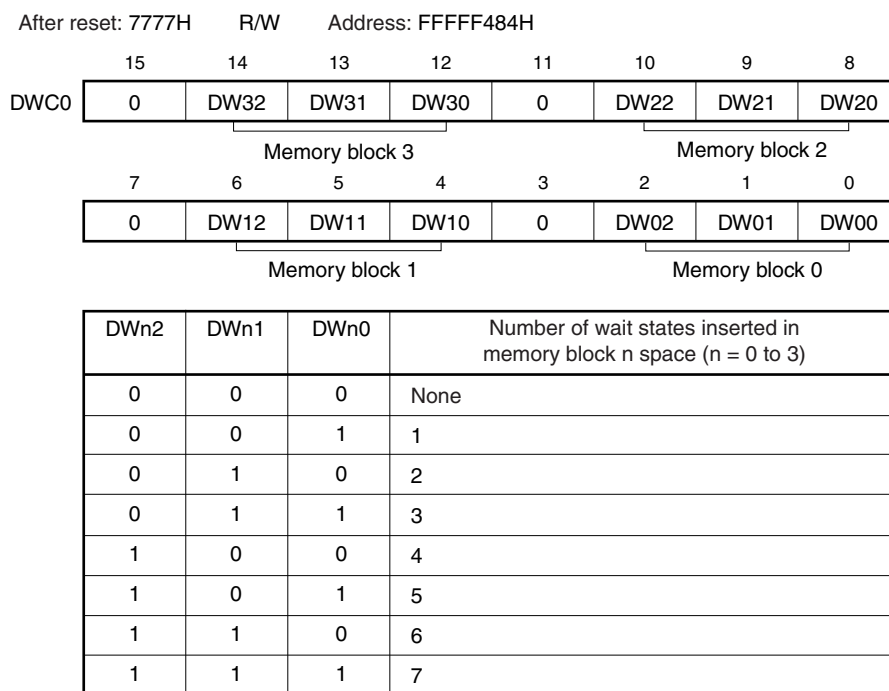 After reset: 7777H R/W Address: FFFFF484H
15 14 13 12 11 10 9 8
DWC0 0 DW32 DW31 DW30 0 DW22 DW21 DW20
Memory block 3 Memory block 2
7 6 5 4 3 2 1 0
0 DW12 DW11 DW10 0 DW02 DW01 DW00
Memory block 1 Memory block 0
DWn2 DWn1 DWn0 Number of wait states inserted in
memory block n space (n = 0 to 3)
0 0 0 None
0 0 1 1
0 1 0 2
0 1 1 3
1 0 0 4
1 0 1 5
1 1 0 6
1 1 1 7